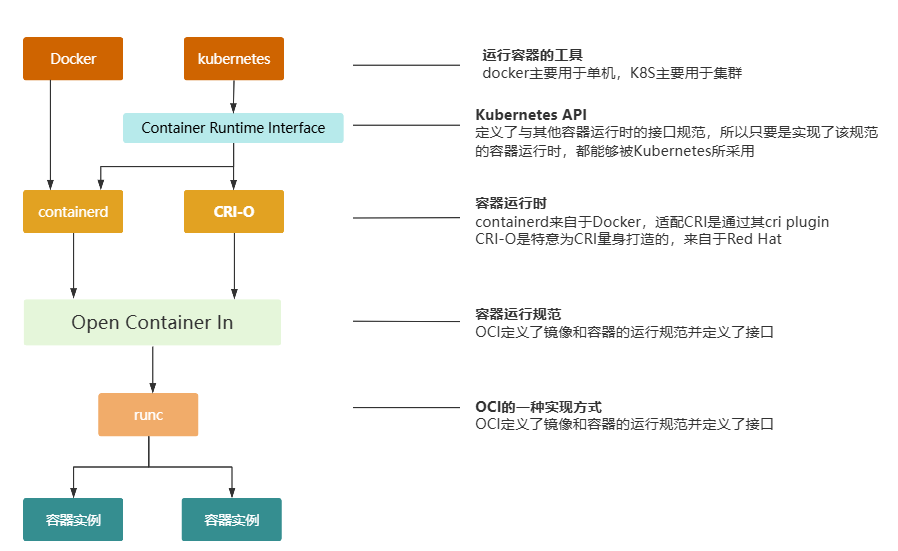 Docker
kubernetes
运行容器的工具
docker主要用于单机，K8S主要用于集群
Container Runtime Interface
Kubernetes API
定义了与其他容器运行时的接口规范，所以只要是实现了该规范
的容器运行时，都能够被Kubernetes所采用
containerd
CRI-O
容器运行时
containerd来自于Docker，适配CRI是通过其cri plugin
CRI-O是特意为CRI量身打造的，来自于Red Hat
Open Container In
容器运行规范
OCI定义了镜像和容器的运行规范并定义了接口
runc
OCI的一种实现方式
OCI定义了镜像和容器的运行规范并定义了接口
容器实例
容器实例